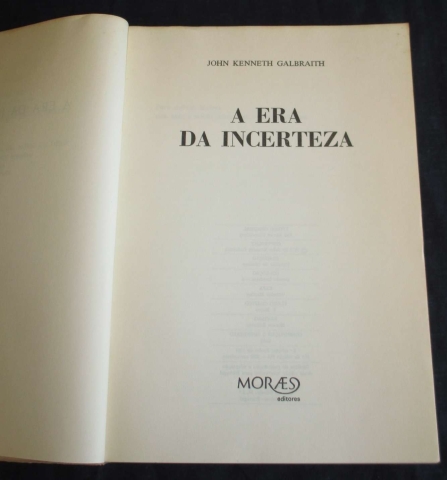 JOHN KENNETH GALBRAITH
A ERA
DA INCERTEZA
MORÆS
editores